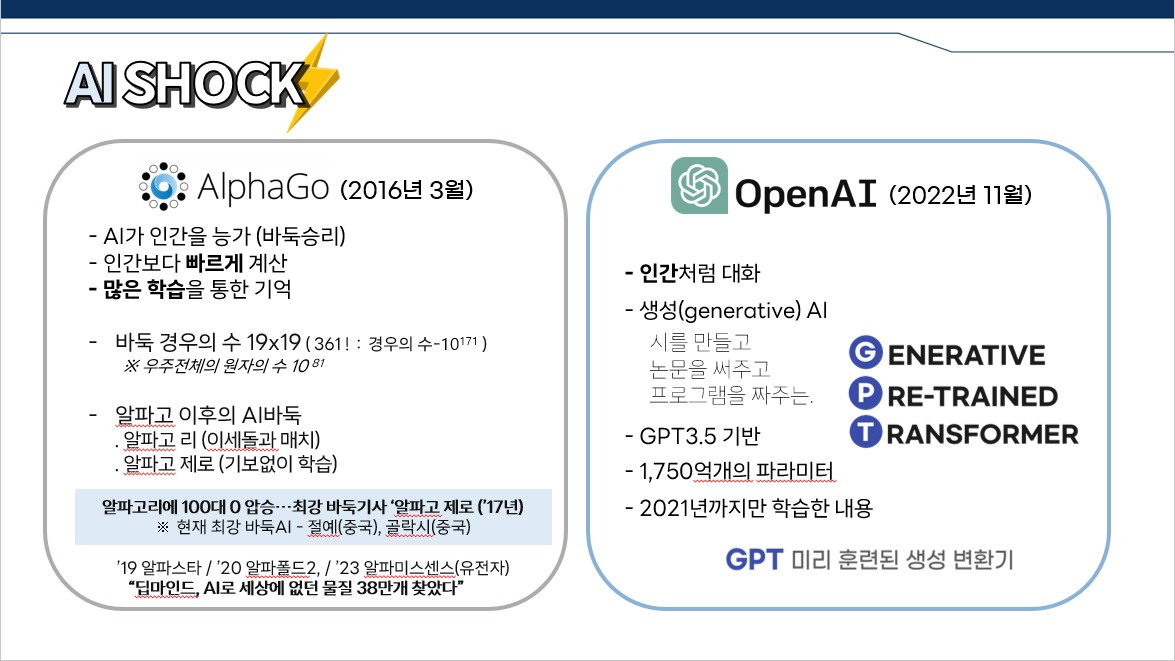 AI SHOCK
AlphaGo (2016년 3월)
- AI가 인간을 능가 (바둑승리)
- 인간보다 빠르게 계산
- 많은 학습을 통한 기억
- 바둑 경우의 수 19x19 ( 361! : 경우의 수-10¹⁷¹ )
※ 우주전체의 원자의 수 10⁸¹
- 알파고 이후의 AI바둑
. 알파고 리 (이세돌과 매치)
. 알파고 제로 (기보없이 학습)
알파고리에 100대 0 압승…최강 바둑기사 ‘알파고 제로 (’17년)
※ 현재 최강 바둑AI - 절예(중국), 골락시(중국)
’19 알파스타 / ’20 알파폴드2, / ’23 알파미스센스(유전자)
“딥마인드, AI로 세상에 없던 물질 38만개 찾았다”
OpenAI (2022년 11월)
- 인간처럼 대화
- 생성(generative) AI
시를 만들고
논문을 써주고
프로그램을 짜주는.
GENERATIVE
PRE-TRAINED
TRANSFORMER
- GPT3.5 기반
- 1,750억개의 파라미터
- 2021년까지만 학습한 내용
GPT 미리 훈련된 생성 변환기